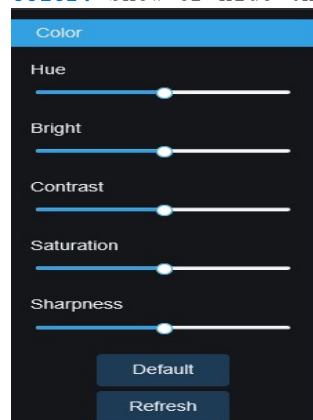 Color
Hue
Bright
Contrast
Saturation
Sharpness
Default
Refresh